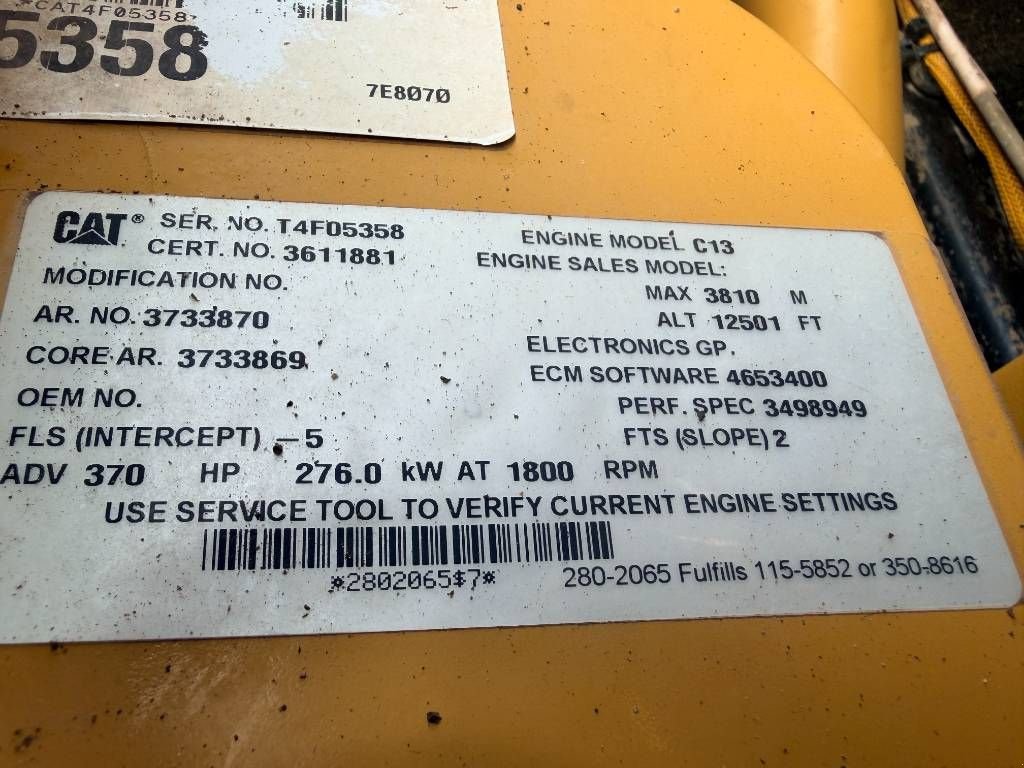 *CAT4F05358*
5358
7E8070
CAT® SER. NO. T4F05358
CERT. NO. 3611881
MODIFICATION NO.
AR. NO. 3733870
CORE AR. 3733869
OEM NO.
FLS (INTERCEPT) -5
ENGINE MODEL C13
ENGINE SALES MODEL:
MAX 3810 M
ALT 12501 FT
ELECTRONICS GP.
ECM SOFTWARE 4653400
PERF. SPEC 3498949
FTS (SLOPE) 2
ADV 370 HP 276.0 kW AT 1800 RPM
USE SERVICE TOOL TO VERIFY CURRENT ENGINE SETTINGS
*2802065$7*
280-2065 Fulfills 115-5852 or 350-8616